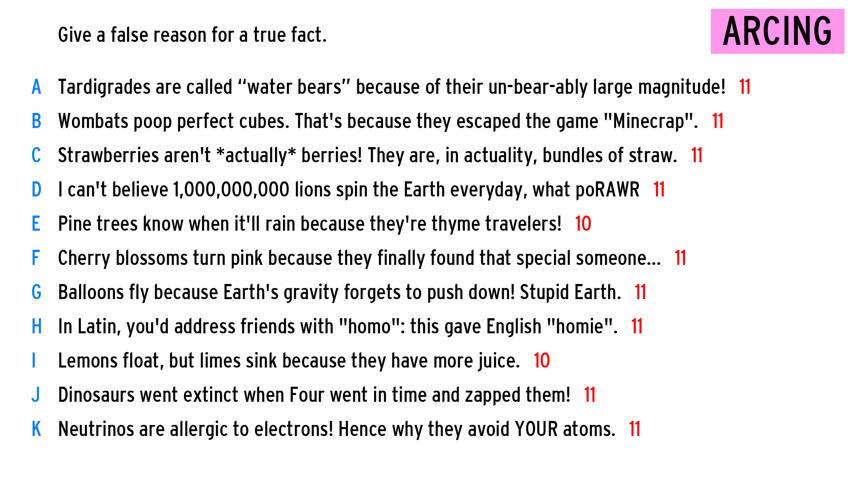 Give a false reason for a true fact.
ARCING
A Tardigrades are called “water bears” because of their un-bear-ably large magnitude! 11
B Wombats poop perfect cubes. That's because they escaped the game "Minecrap". 11
C Strawberries aren't *actually* berries! They are, in actuality, bundles of straw. 11
D I can't believe 1,000,000,000 lions spin the Earth everyday, what poRAWR 11
E Pine trees know when it'll rain because they're thyme travelers! 10
F Cherry blossoms turn pink because they finally found that special someone... 11
G Balloons fly because Earth's gravity forgets to push down! Stupid Earth. 11
H In Latin, you'd address friends with "homo": this gave English "homie". 11
I Lemons float, but limes sink because they have more juice. 10
J Dinosaurs went extinct when Four went in time and zapped them! 11
K Neutrinos are allergic to electrons! Hence why they avoid YOUR atoms. 11